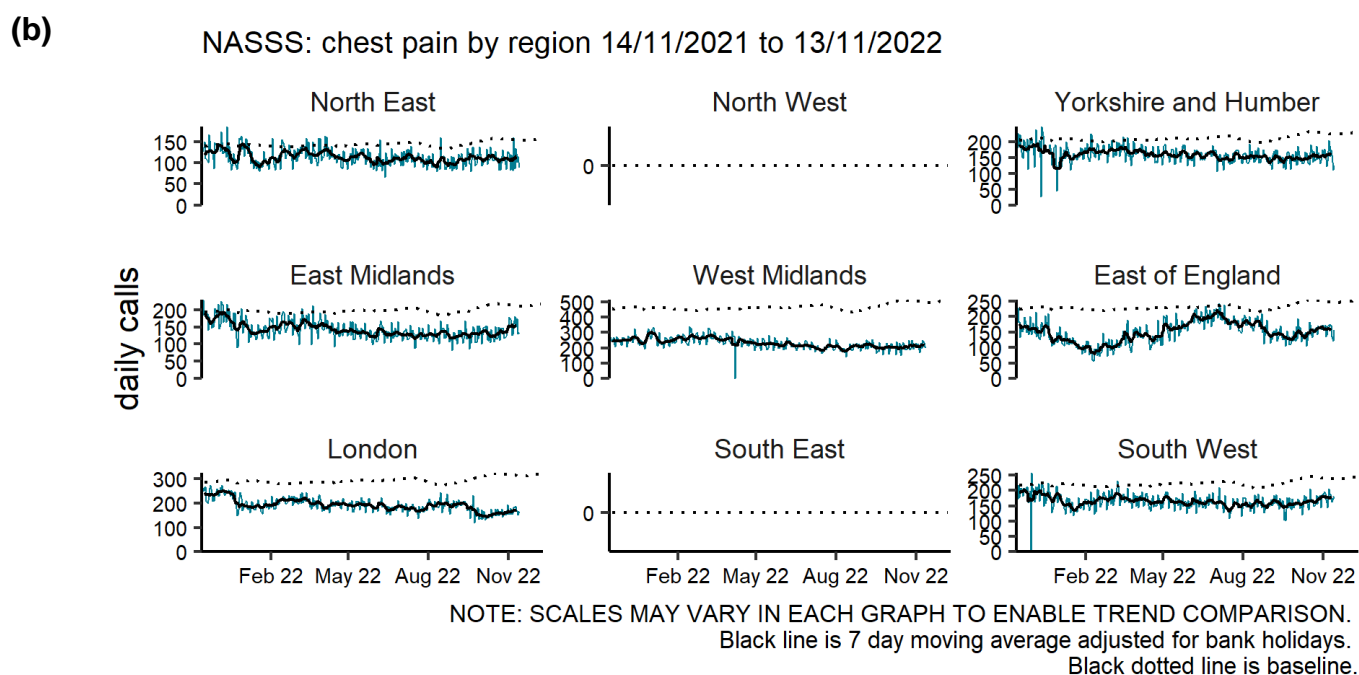 (b)
NASSS: chest pain by region 14/11/2021 to 13/11/2022
North East
North West
Yorkshire and Humber
150
100
50
0
0
200
150
100
50
0
East Midlands
West Midlands
East of England
200
150
100
50
0
500
400
300
200
100
0
250
200
150
100
50
0
daily calls
London
South East
South West
300
200
100
0
0
250
200
150
100
50
0
Feb 22 May 22 Aug 22 Nov 22
Feb 22 May 22 Aug 22 Nov 22
Feb 22 May 22 Aug 22 Nov 22
NOTE: SCALES MAY VARY IN EACH GRAPH TO ENABLE TREND COMPARISON.
Black line is 7 day moving average adjusted for bank holidays.
Black dotted line is baseline.